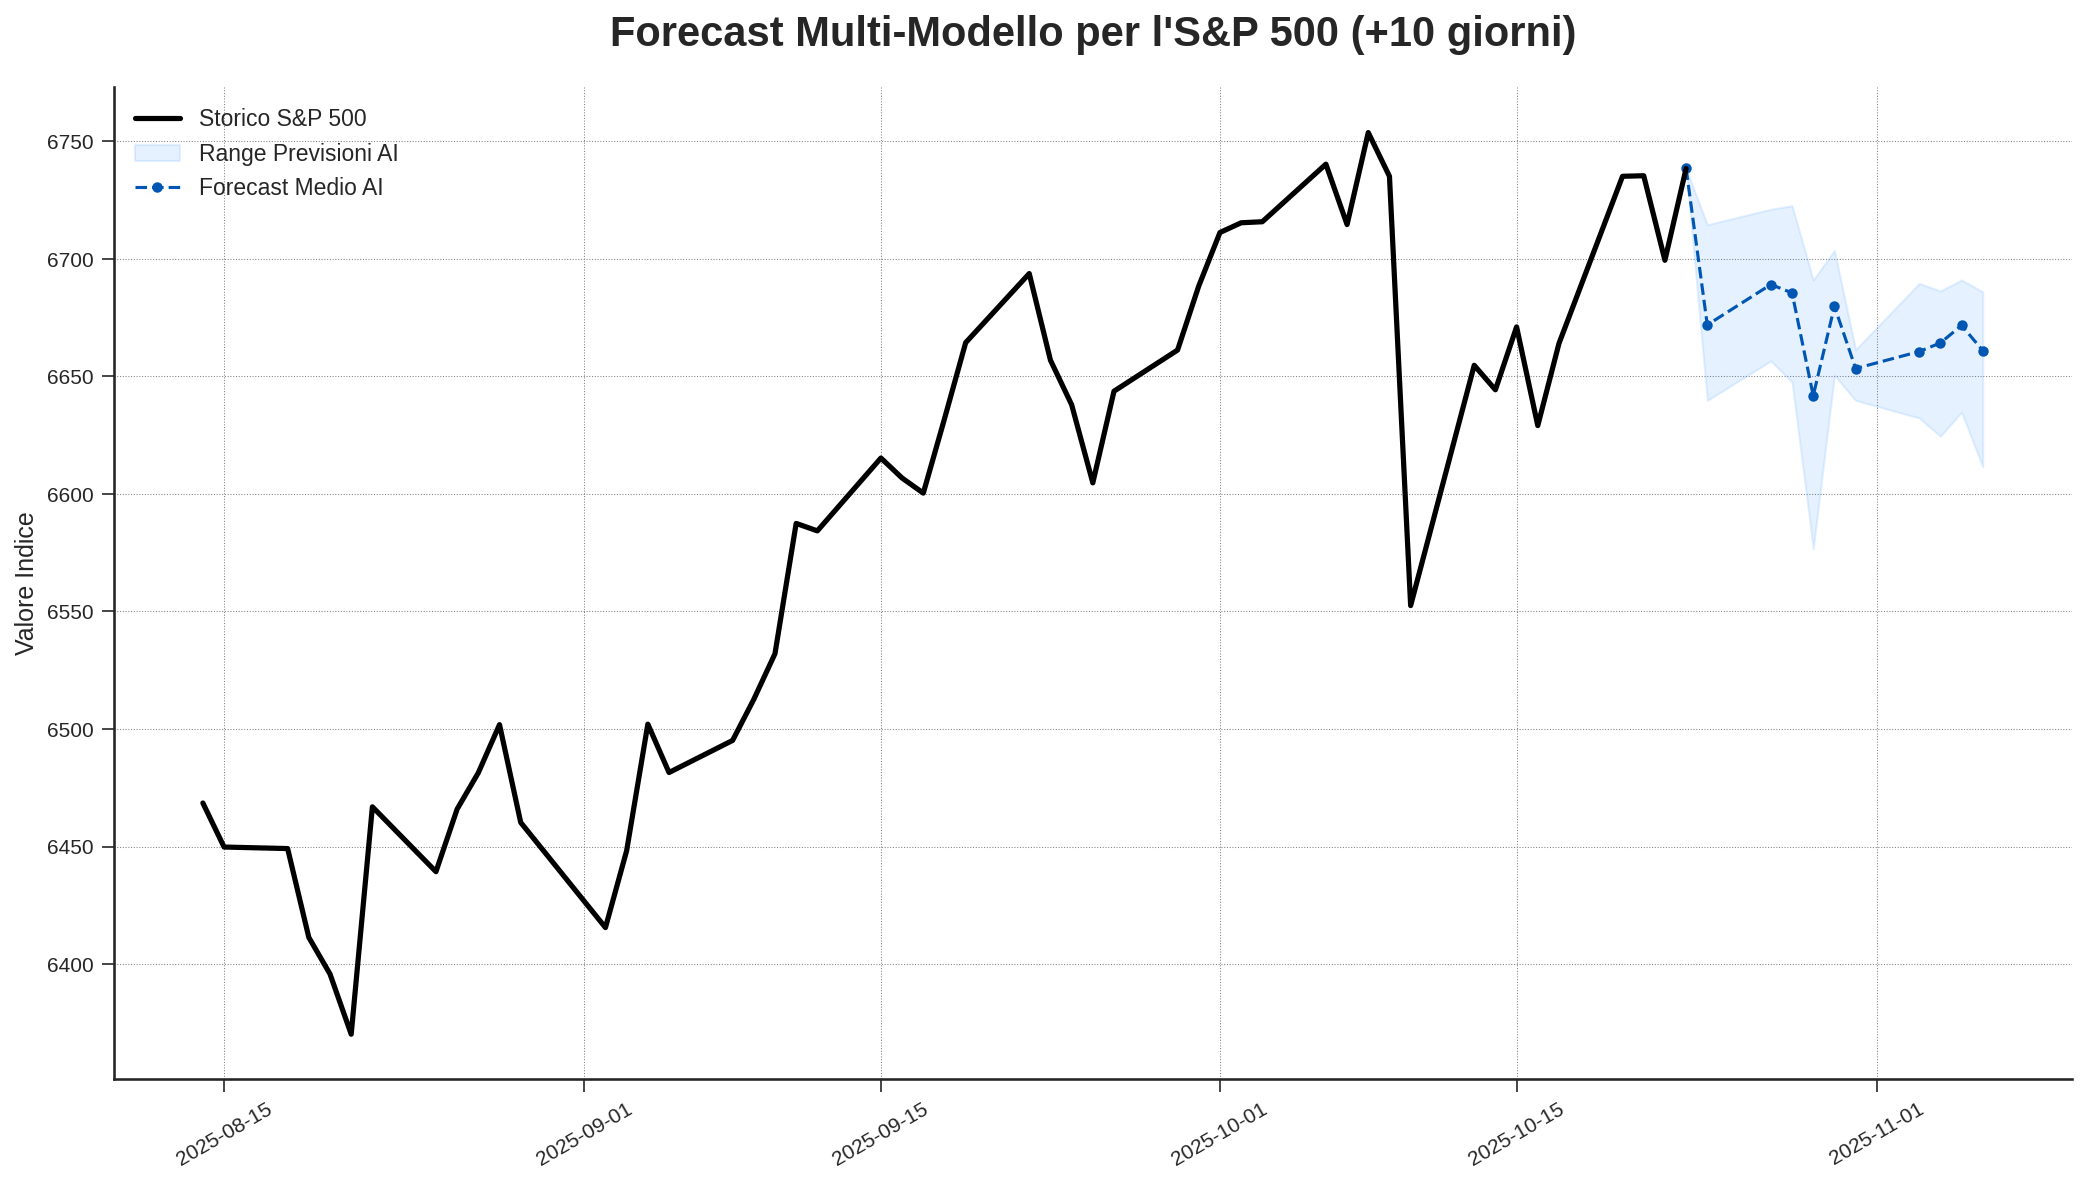 Forecast Multi-Modello per l'S&P 500 (+10 giorni)
Storico S&P 500
Range Previsioni AI
Forecast Medio AI
Valore Indice
6750
6700
6650
6600
6550
6500
6450
6400
2025-08-15
2025-09-01
2025-09-15
2025-10-01
2025-10-15
2025-11-01